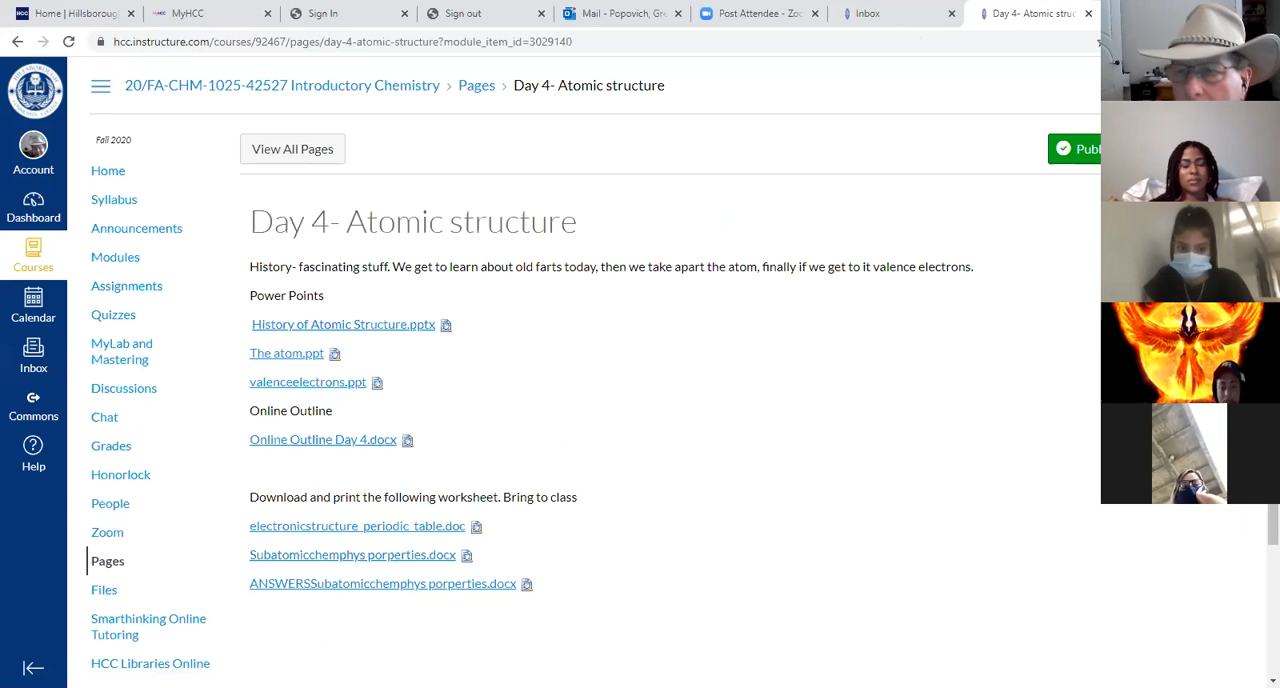 Home | Hillsboroug
MyHCC
Sign In
Sign out
Mail - Popovich, Gre
Post Attendee - Zoo
Inbox
Day 4- Atomic struc
hcc.instructure.com/courses/92467/pages/day-4-atomic-structure?module_item_id=3029140
20/FA-CHM-1025-42527 Introductory Chemistry › Pages › Day 4- Atomic structure
Account
Dashboard
Courses
Calendar
Inbox
Commons
Help
Fall 2020
Home
Syllabus
Announcements
Modules
Assignments
Quizzes
MyLab and
Mastering
Discussions
Chat
Grades
Honorlock
People
Zoom
Pages
Files
Smarthinking Online
Tutoring
HCC Libraries Online
View All Pages
Publ
Day 4- Atomic structure
History- fascinating stuff. We get to learn about old farts today, then we take apart the atom, finally if we get to it valence electrons.
Power Points
History of Atomic Structure.pptx
The atom.ppt
valenceelectrons.ppt
Online Outline
Online Outline Day 4.docx
Download and print the following worksheet. Bring to class
electronicstructure_periodic_table.doc
Subatomicchemphys porperties.docx
ANSWERSSubatomicchemphys porperties.docx